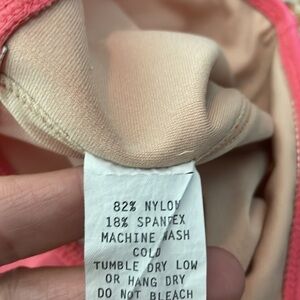 82% NYLON
18% SPANDEX
MACHINE WASH
COLD
TUMBLE DRY LOW
OR HANG DRY
DO NOT BLEACH